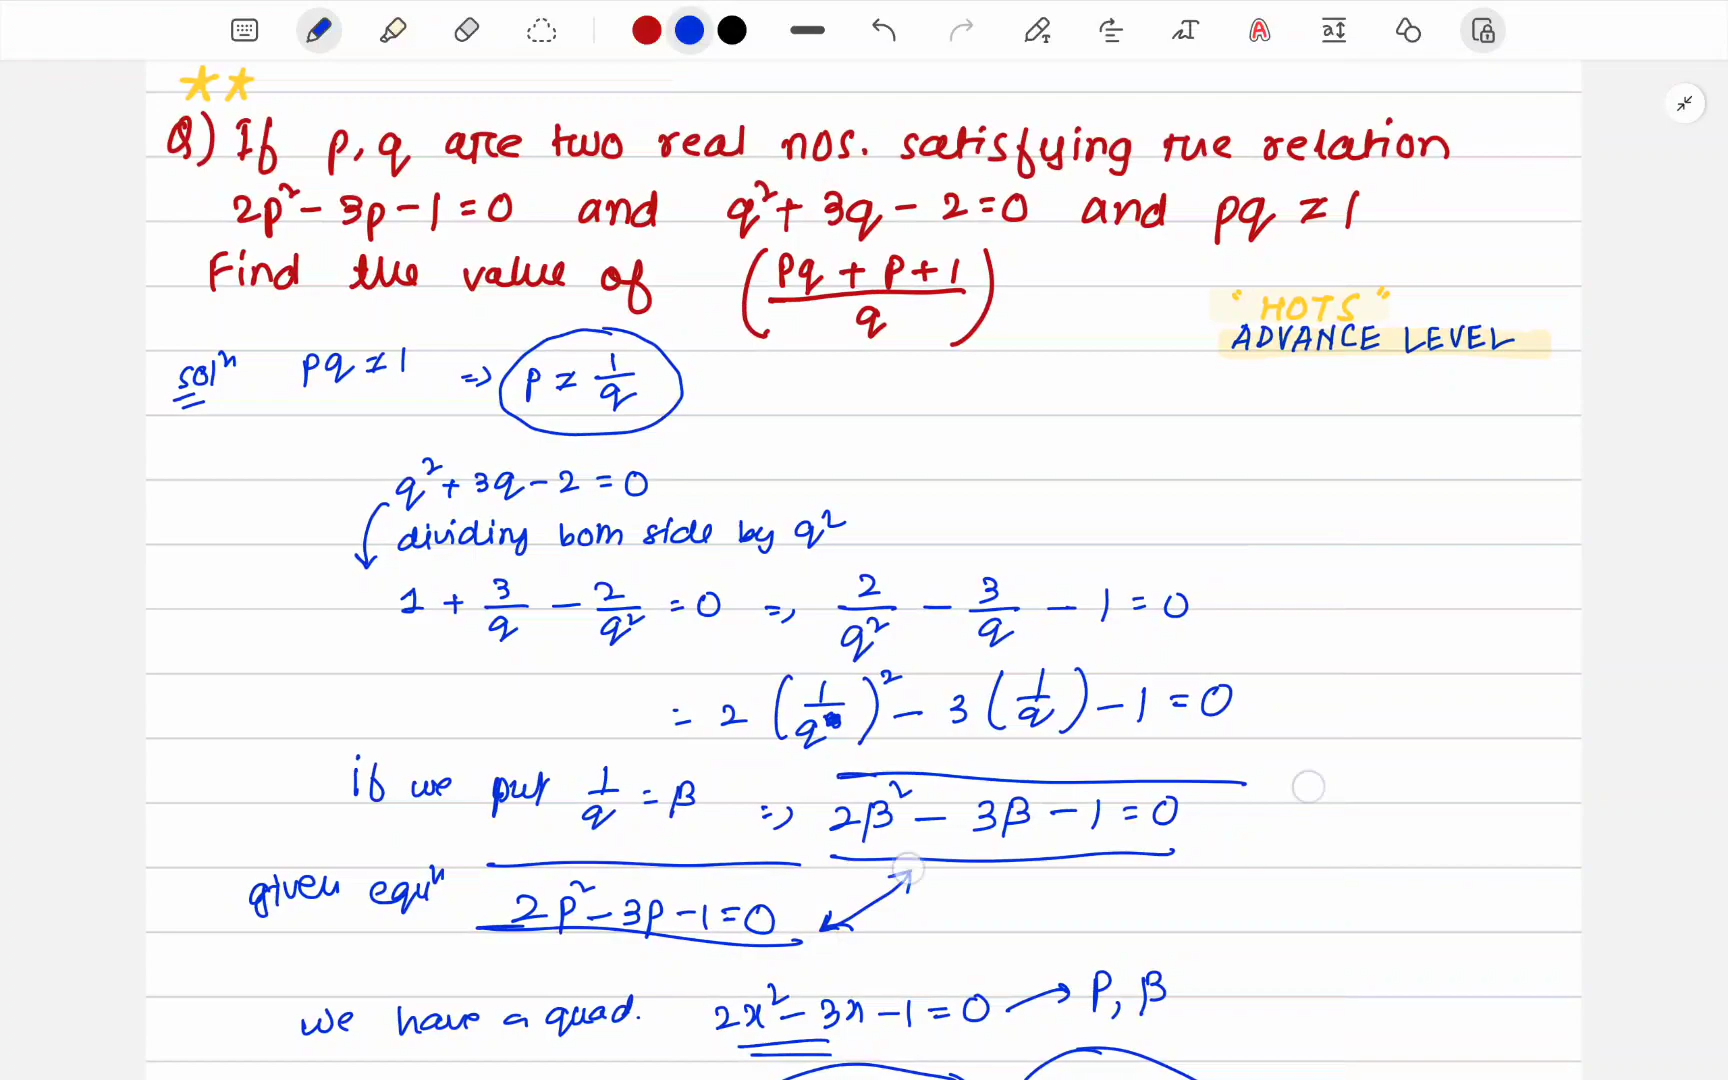 Q) If p, q are two real nos. satisfying the relation
2p² - 3p - 1 = 0 and q² + 3q - 2 = 0 and pq ≠ 1
Find the value of ((pq + p + 1)/q)
"HOTS"
ADVANCE LEVEL
solⁿ pq ≠ 1 => p ≠ 1/q
q² + 3q - 2 = 0
dividing both side by q²
1 + 3/q - 2/q² = 0 => 2/q² - 3/q - 1 = 0
= 2 (1/q)² - 3 (1/q) - 1 = 0
if we put 1/q = β => 2β² - 3β - 1 = 0
given equⁿ 2p² - 3p - 1 = 0
we have a quad. 2x² - 3x - 1 = 0 → P, β